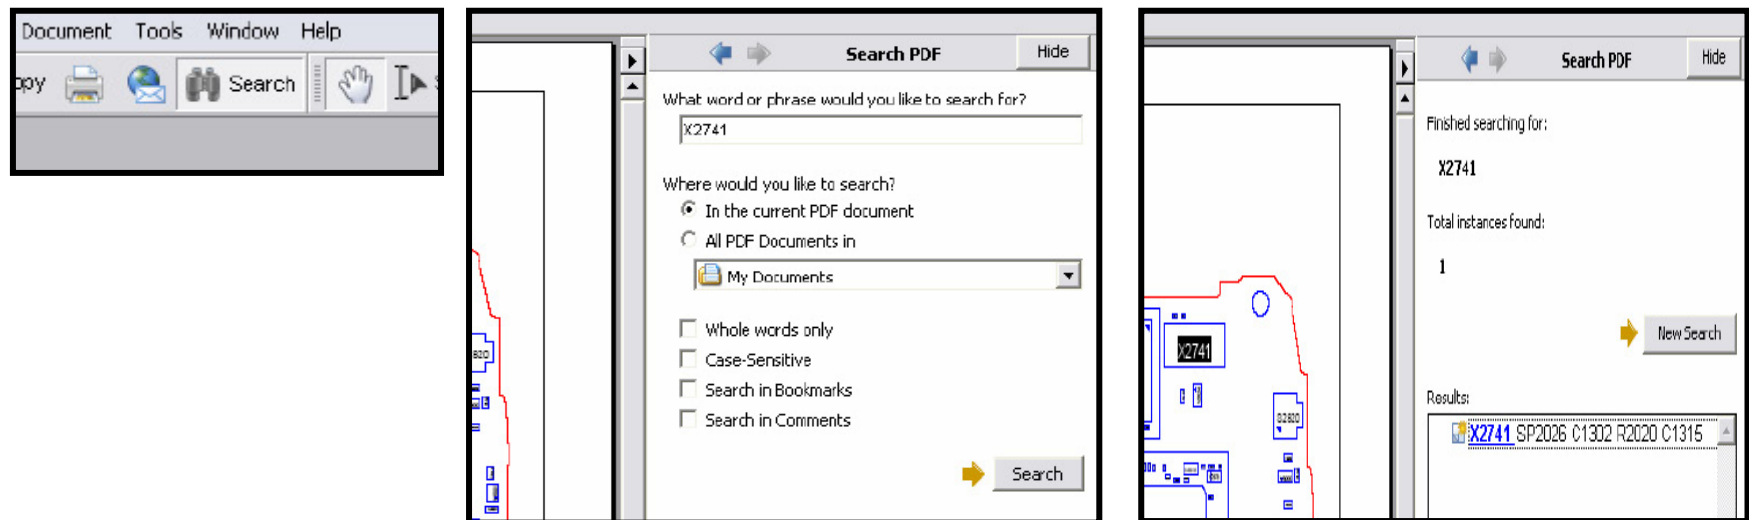 Document Tools Window Help
opy Search
Search PDF Hide
What word or phrase would you like to search for?
X2741
Where would you like to search?
In the current PDF document
All PDF Documents in
My Documents
Whole words only
Case-Sensitive
Search in Bookmarks
Search in Comments
Search
Search PDF Hide
Finished searching for:
X2741
Total instances found:
1
New Search
Results:
X2741 SP2026 C1302 R2020 C1315
X2741